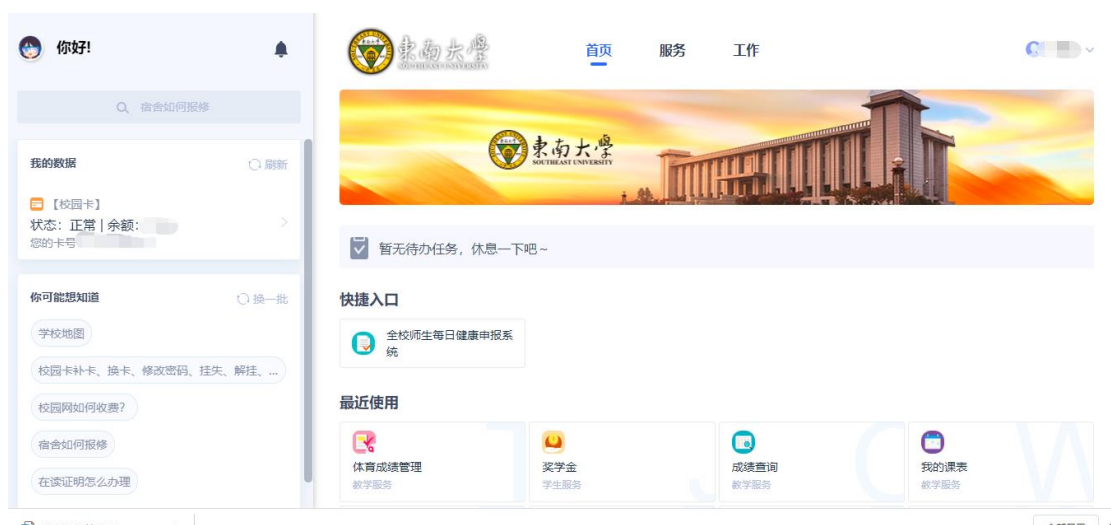 你好!
宿舍如何报修
我的数据
刷新
【校园卡】
状态：正常 | 余额：
您的卡号
你可能想知道
换一批
学校地图
校园卡补卡、换卡、修改密码、挂失、解挂、...
校园网如何收费?
宿舍如何报修
在读证明怎么办理
東南大學
SOUTHEAST UNIVERSITY
首页
服务
工作
東南大學
SOUTHEAST UNIVERSITY
暂无待办任务，休息一下吧~
快捷入口
全校师生每日健康申报系
统
最近使用
体育成绩管理
教学服务
奖学金
学生服务
成绩查询
教学服务
我的课表
教学服务